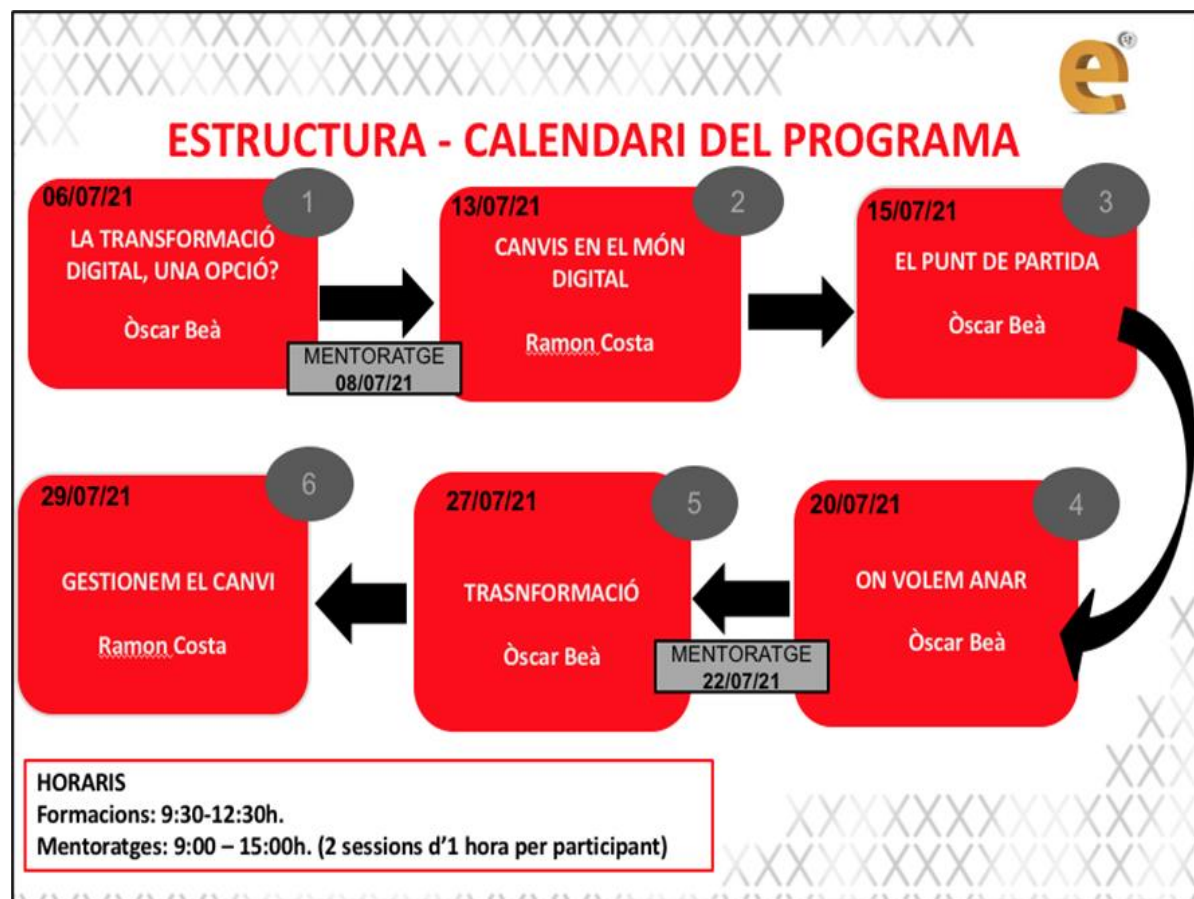 e
ESTRUCTURA - CALENDARI DEL PROGRAMA
06/07/21
1
LA TRANSFORMACIÓ
DIGITAL, UNA OPCIÓ?
Òscar Beà
MENTORATGE
08/07/21
13/07/21
2
CANVIS EN EL MÓN
DIGITAL
Ramon Costa
15/07/21
3
EL PUNT DE PARTIDA
Òscar Beà
20/07/21
4
ON VOLEM ANAR
Òscar Beà
MENTORATGE
22/07/21
27/07/21
5
TRASNFORMACIÓ
Òscar Beà
29/07/21
6
GESTIONEM EL CANVI
Ramon Costa
HORARIS
Formacions: 9:30-12:30h.
Mentoratges: 9:00 – 15:00h. (2 sessions d'1 hora per participant)